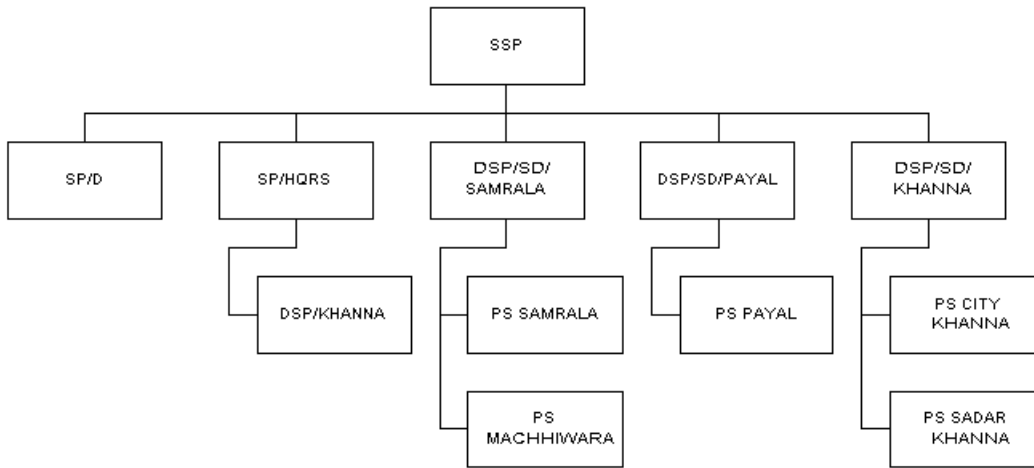 SSP
SP/D
SP/HQRS
DSP/SD/
SAMRALA
DSP/SD/PAYAL
DSP/SD/
KHANNA
DSP/KHANNA
PS SAMRALA
PS PAYAL
PS CITY
KHANNA
PS
MACHHIWARA
PS SADAR
KHANNA